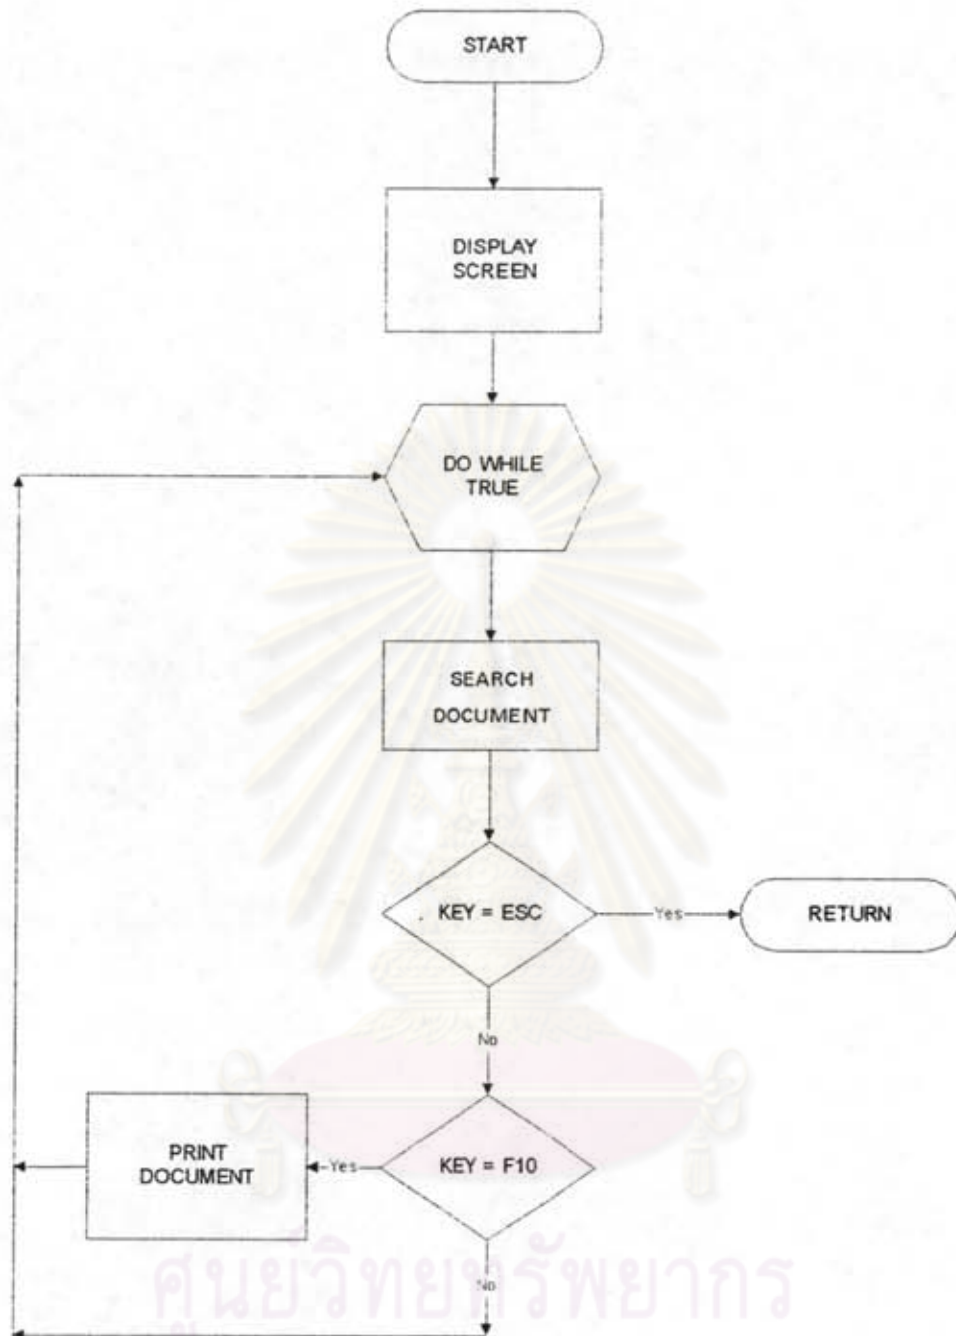 START
DISPLAY
SCREEN
DO WHILE
TRUE
SEARCH
DOCUMENT
KEY = ESC
Yes
RETURN
No
PRINT
DOCUMENT
Yes
KEY = F10
No
ศูนย์วิทยทรัพยากร